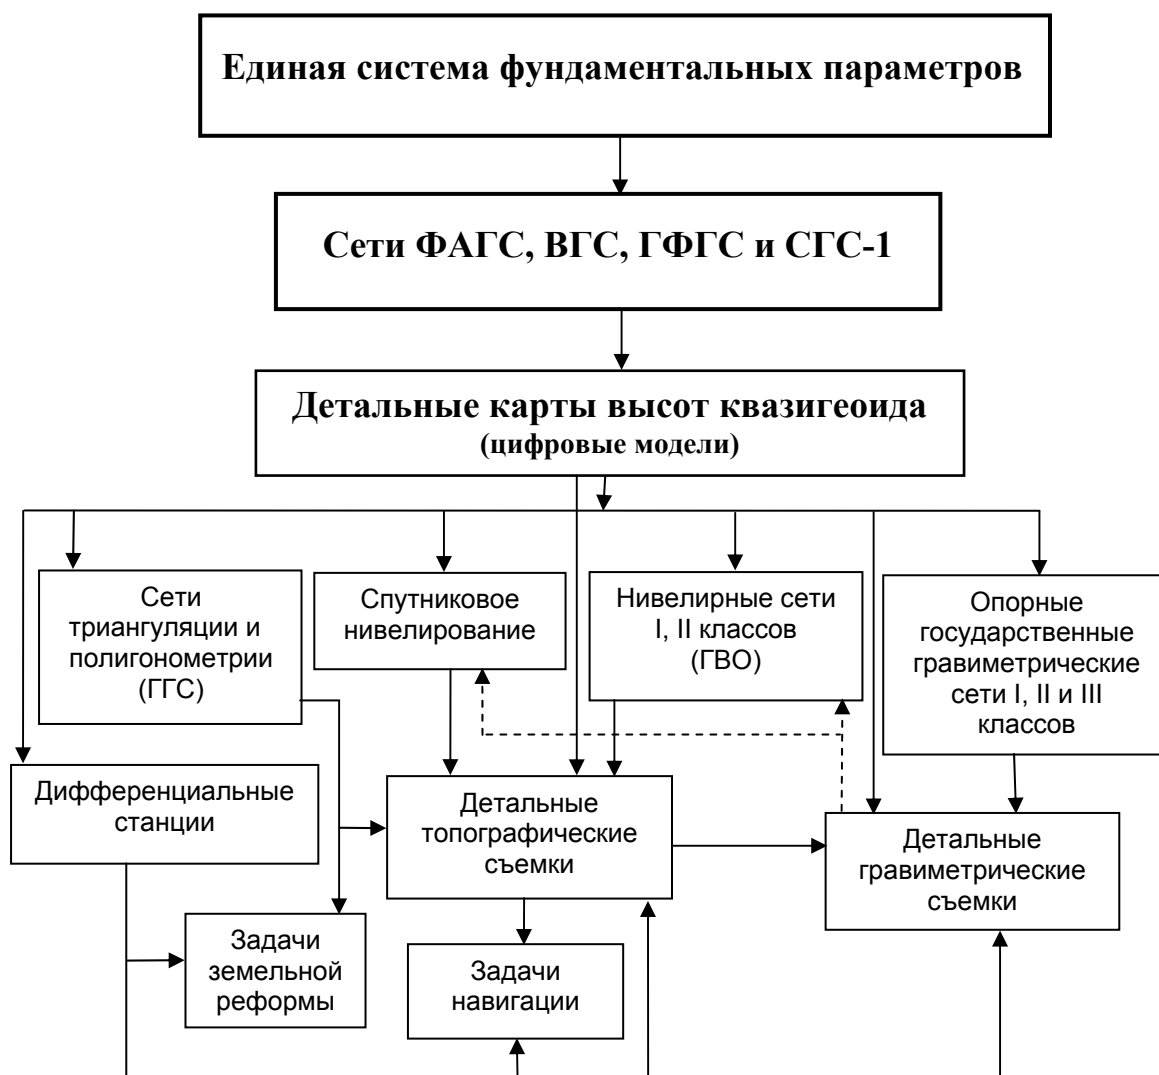 Единая система фундаментальных параметров
Сети ФАГС, ВГС, ГФГС и СГС-1
Детальные карты высот квазигеоида
(цифровые модели)
Сети
триангуляции и
полигонометрии
(ГГС)
Спутниковое
нивелирование
Нивелирные сети
I, II классов
(ГВО)
Опорные
государственные
гравиметрические
сети I, II и III
классов
Дифференциальные
станции
Детальные
топографические
съемки
Детальные
гравиметрические
съемки
Задачи
земельной
реформы
Задачи
навигации